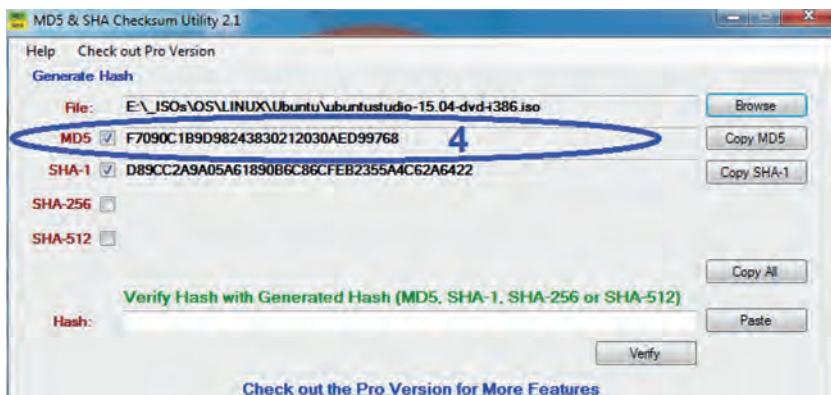 MD5 & SHA Checksum Utility 2.1
Help Check out Pro Version
Generate Hash
File: E:\_ISOs\OS\LINUX\Ubuntu\ubuntustudio-15.04-dvd-i386.iso Browse
MD5 F7090C1B9D98243830212030AED99768 4 Copy MD5
SHA-1 D89CC2A9A05A61890B6C86CFEB2355A4C62A6422 Copy SHA-1
SHA-256
SHA-512
Copy All
Verify Hash with Generated Hash (MD5, SHA-1, SHA-256 or SHA-512)
Hash: Paste
Verify
Check out the Pro Version for More Features